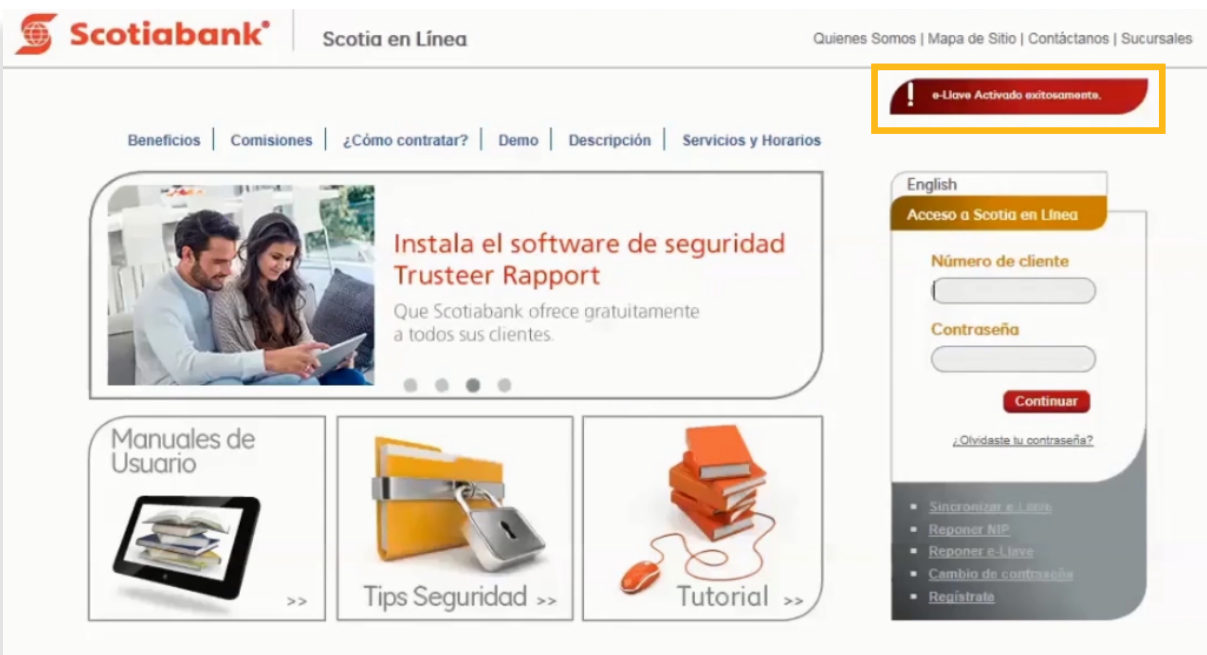 Scotiabank®
Scotia en Línea
Quienes Somos | Mapa de Sitio | Contáctanos | Sucursales
e-Llave Activado exitosamente.
Beneficios | Comisiones | ¿Cómo contratar? | Demo | Descripción | Servicios y Horarios
Instala el software de seguridad
Trusteer Rapport
Que Scotiabank ofrece gratuitamente
a todos sus clientes.
English
Acceso a Scotia en Línea
Número de cliente
Contraseña
Continuar
¿Olvidaste tu contraseña?
Manuales de
Usuario
>>
Tips Seguridad >>
Tutorial >>
Sincronizar e-Llave
Reponer NIP
Reponer e-Llave
Cambio de contraseña
Regístrate